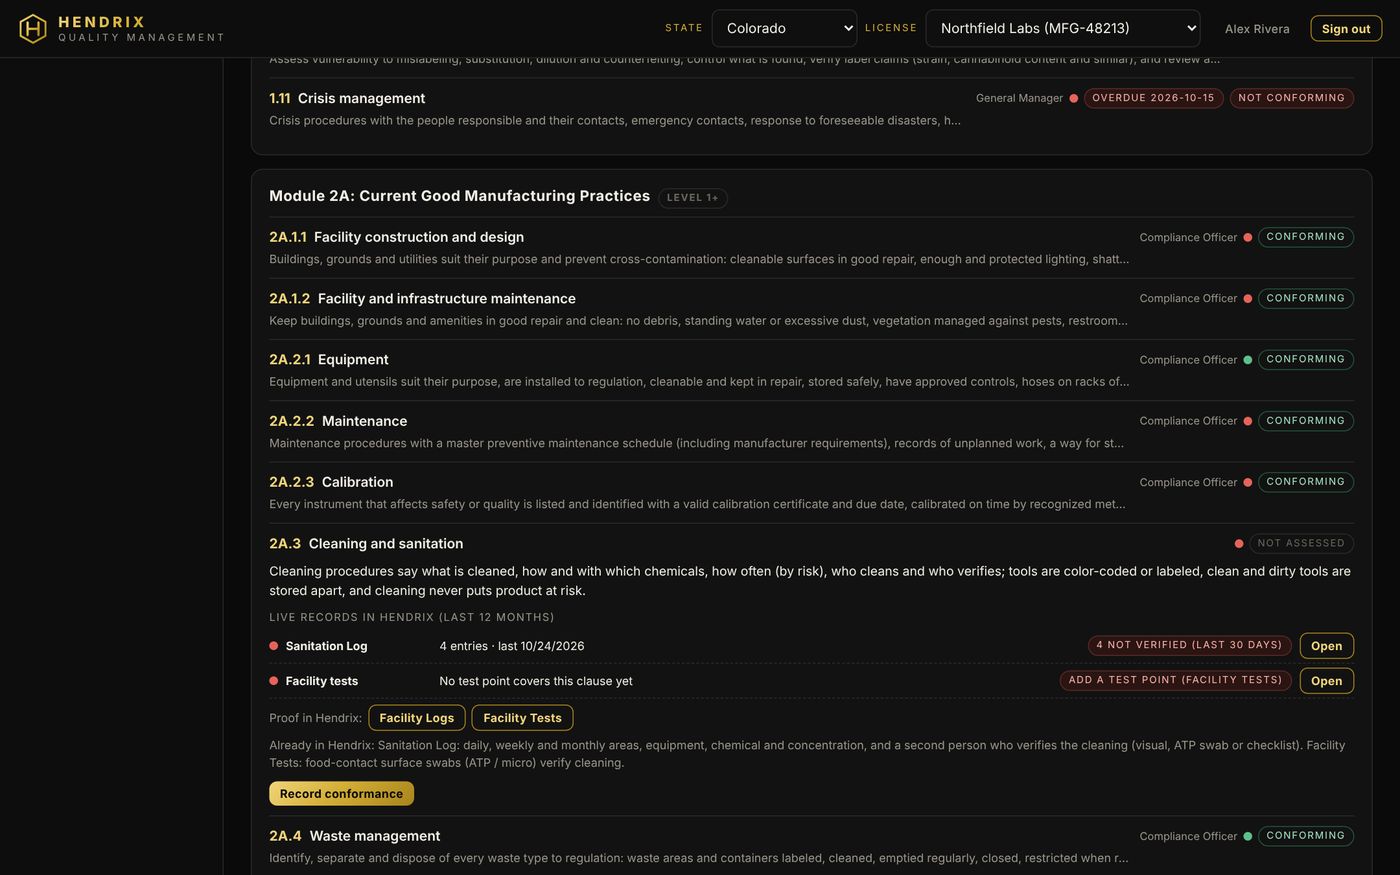 HENDRIX
QUALITY MANAGEMENT
STATE Colorado LICENSE Northfield Labs (MFG-48213) Alex Rivera Sign out
Assess vulnerability to mislabeling, substitution, dilution and counterfeiting, control what is found, verify label claims (strain, cannabinoid content and similar), and review a...
1.11 Crisis management General Manager OVERDUE 2026-10-15 NOT CONFORMING
Crisis procedures with the people responsible and their contacts, emergency contacts, response to foreseeable disasters, h...
Module 2A: Current Good Manufacturing Practices LEVEL 1+
2A.1.1 Facility construction and design Compliance Officer CONFORMING
Buildings, grounds and utilities suit their purpose and prevent cross-contamination: cleanable surfaces in good repair, enough and protected lighting, shatt...
2A.1.2 Facility and infrastructure maintenance Compliance Officer CONFORMING
Keep buildings, grounds and amenities in good repair and clean: no debris, standing water or excessive dust, vegetation managed against pests, restroom...
2A.2.1 Equipment Compliance Officer CONFORMING
Equipment and utensils suit their purpose, are installed to regulation, cleanable and kept in repair, stored safely, have approved controls, hoses on racks of...
2A.2.2 Maintenance Compliance Officer CONFORMING
Maintenance procedures with a master preventive maintenance schedule (including manufacturer requirements), records of unplanned work, a way for st...
2A.2.3 Calibration Compliance Officer CONFORMING
Every instrument that affects safety or quality is listed and identified with a valid calibration certificate and due date, calibrated on time by recognized met...
2A.3 Cleaning and sanitation NOT ASSESSED
Cleaning procedures say what is cleaned, how and with which chemicals, how often (by risk), who cleans and who verifies; tools are color-coded or labeled, clean and dirty tools are
stored apart, and cleaning never puts product at risk.
LIVE RECORDS IN HENDRIX (LAST 12 MONTHS)
Sanitation Log 4 entries · last 10/24/2026 4 NOT VERIFIED (LAST 30 DAYS) Open
Facility tests No test point covers this clause yet ADD A TEST POINT (FACILITY TESTS) Open
Proof in Hendrix: Facility Logs Facility Tests
Already in Hendrix: Sanitation Log: daily, weekly and monthly areas, equipment, chemical and concentration, and a second person who verifies the cleaning (visual, ATP swab or checklist). Facility
Tests: food-contact surface swabs (ATP / micro) verify cleaning.
Record conformance
2A.4 Waste management Compliance Officer CONFORMING
Identify, separate and dispose of every waste type to regulation: waste areas and containers labeled, cleaned, emptied regularly, closed, restricted when r...